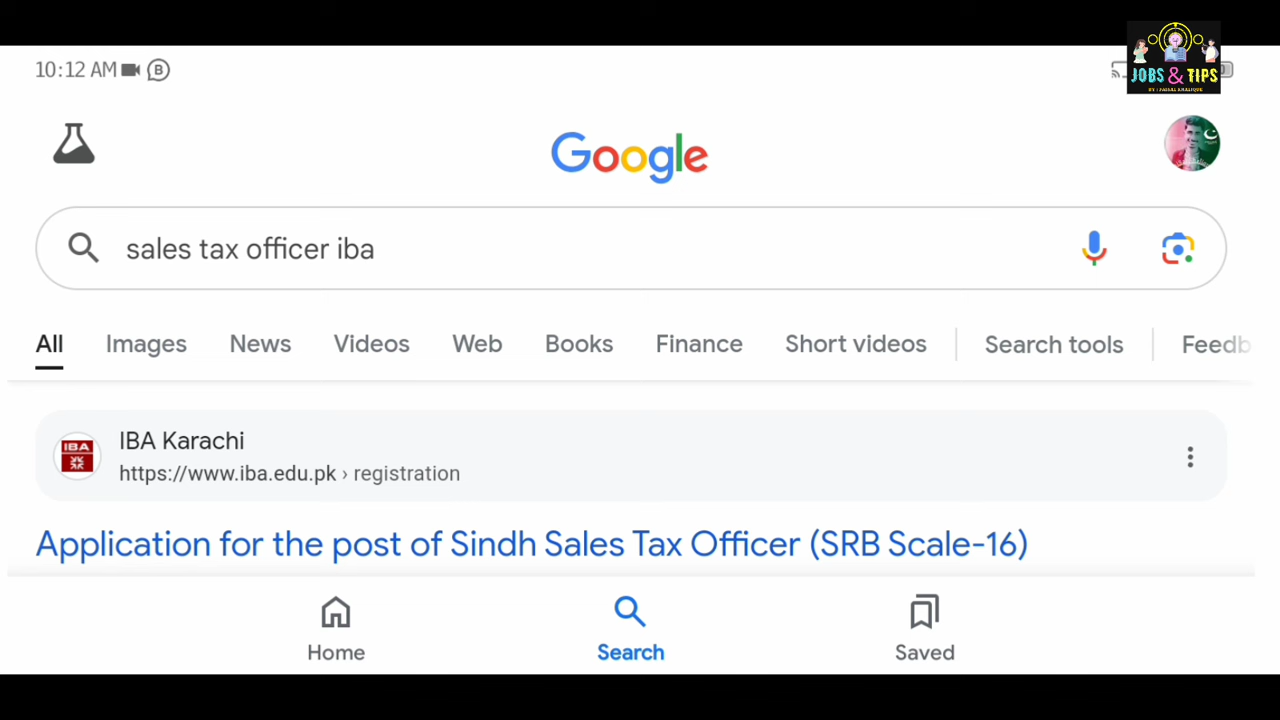 10:12 AM
JOBS & TIPS
Google
sales tax officer iba
All Images News Videos Web Books Finance Short videos Search tools Feedb
IBA
IBA Karachi
https://www.iba.edu.pk › registration
Application for the post of Sindh Sales Tax Officer (SRB Scale-16)
Home Search Saved